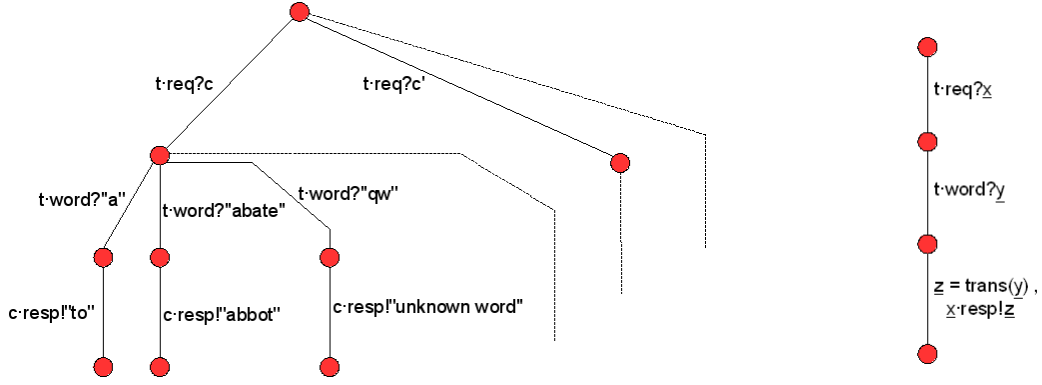 t·req?c
t·req?c'
t·word?"a"
t·word?"abate"
t·word?"qw"
c·resp!"to"
c·resp!"abbot"
c·resp!"unknown word"
t·req?x
t·word?y
z = trans(y) ,
x·resp!z